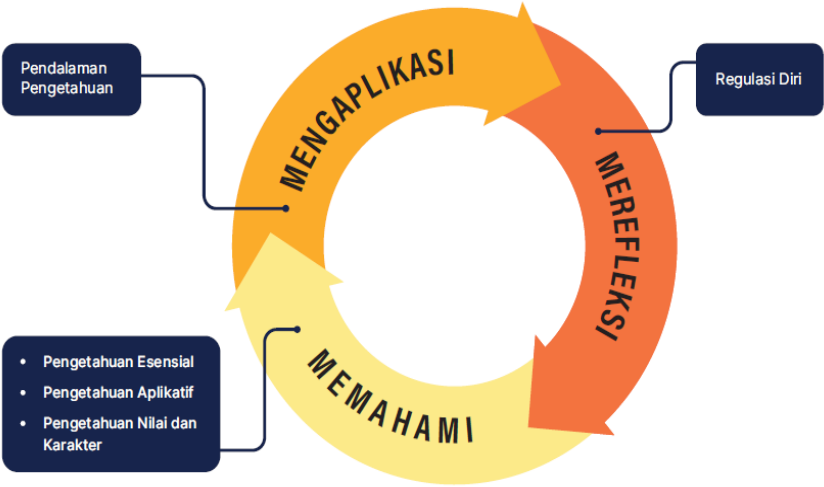 Pendalaman
Pengetahuan
MENGAPLIKASI
Regulasi Diri
MEREFLEKSI
MEMAHAMI
• Pengetahuan Esensial
• Pengetahuan Aplikatif
• Pengetahuan Nilai dan
Karakter